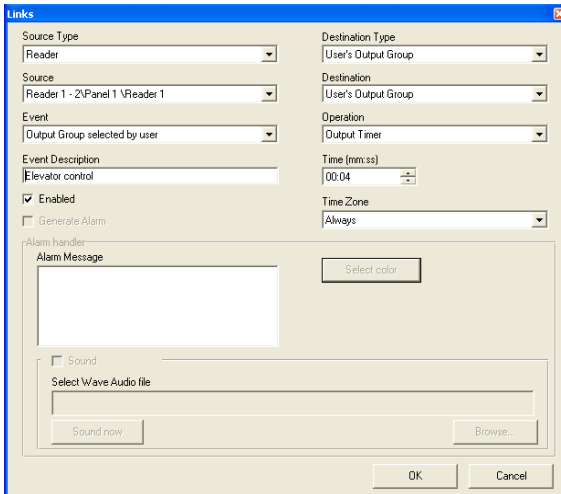 Links
Source Type
Reader
Source
Reader 1 - 2\Panel 1 \Reader 1
Event
Output Group selected by user
Event Description
Elevator control
Enabled
Generate Alarm
Destination Type
User's Output Group
Destination
User's Output Group
Operation
Output Timer
Time (mm:ss)
00:04
Time Zone
Always
Alarm handler
Alarm Message
Select color
Sound
Select Wave Audio file
Sound now
Browse...
OK
Cancel